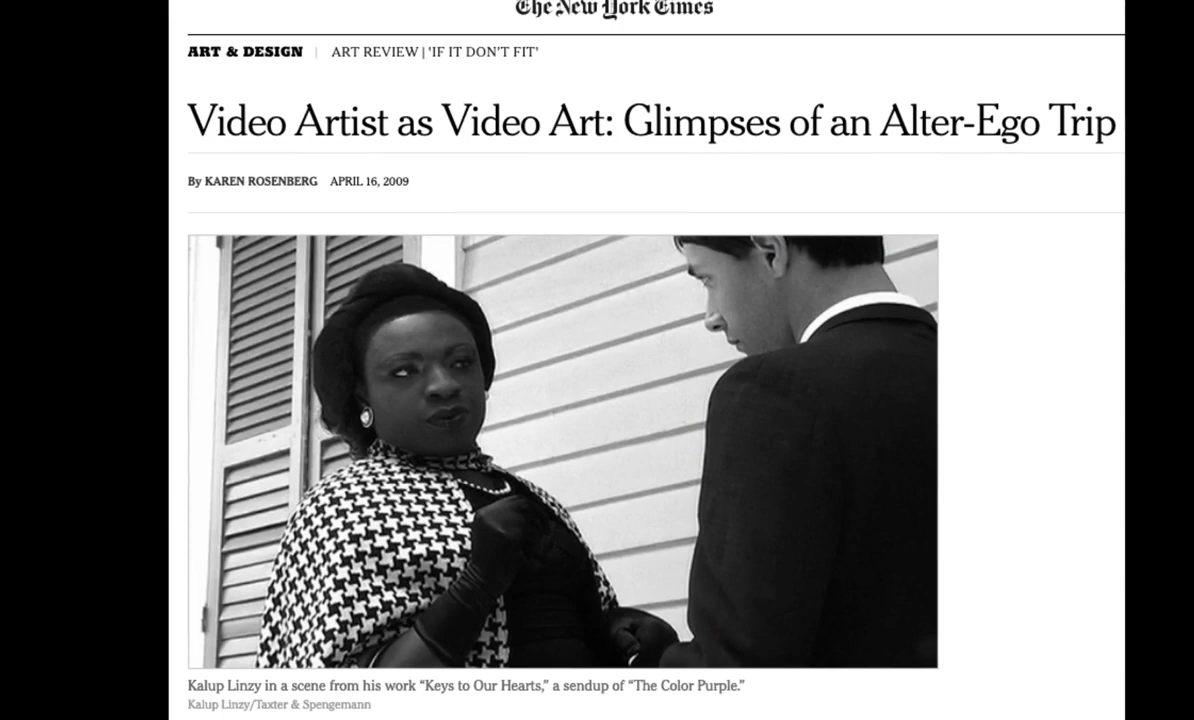 The New York Times
ART & DESIGN | ART REVIEW | 'IF IT DON'T FIT'
Video Artist as Video Art: Glimpses of an Alter-Ego Trip
By KAREN ROSENBERG APRIL 16, 2009
Kalup Linzy in a scene from his work “Keys to Our Hearts,” a sendup of “The Color Purple.”
Kalup Linzy/Taxter & Spengemann